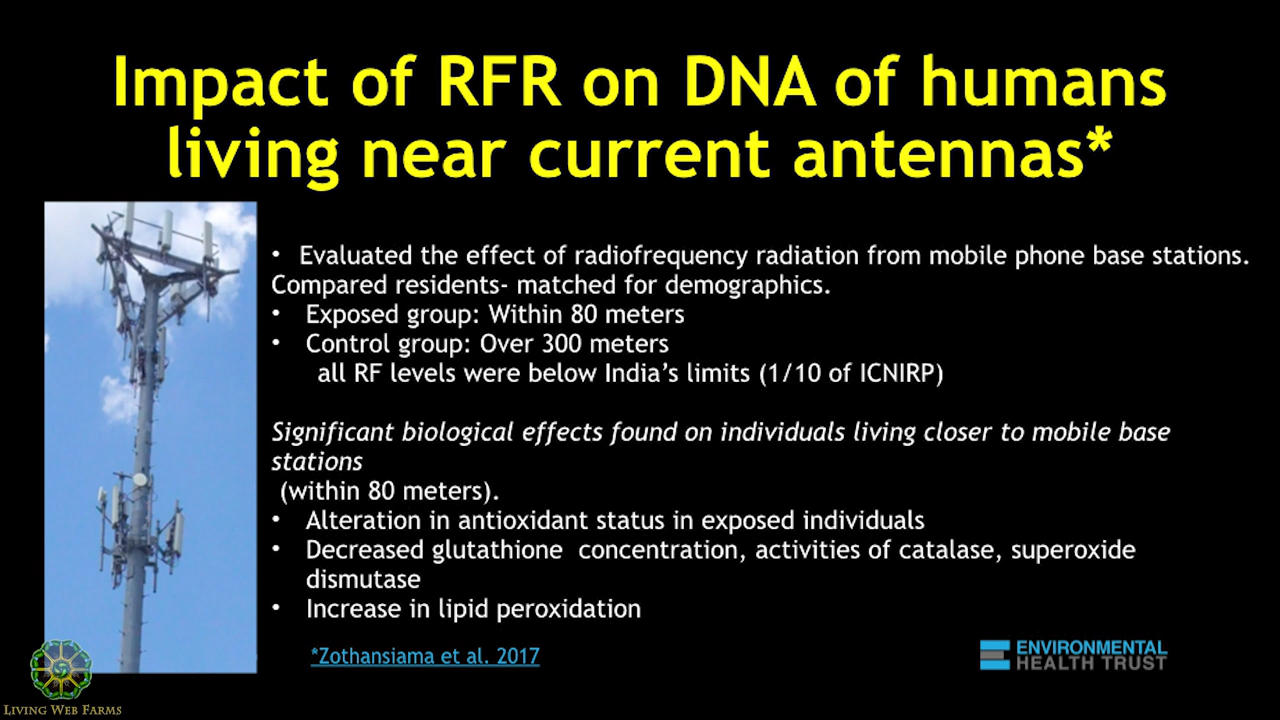 Impact of RFR on DNA of humans
living near current antennas*
• Evaluated the effect of radiofrequency radiation from mobile phone base stations.
Compared residents- matched for demographics.
• Exposed group: Within 80 meters
• Control group: Over 300 meters
all RF levels were below India's limits (1/10 of ICNIRP)
Significant biological effects found on individuals living closer to mobile base
stations
(within 80 meters).
• Alteration in antioxidant status in exposed individuals
• Decreased glutathione concentration, activities of catalase, superoxide
dismutase
• Increase in lipid peroxidation
*Zothansiama et al. 2017
ENVIRONMENTAL
HEALTH TRUST
LIVING WEB FARMS